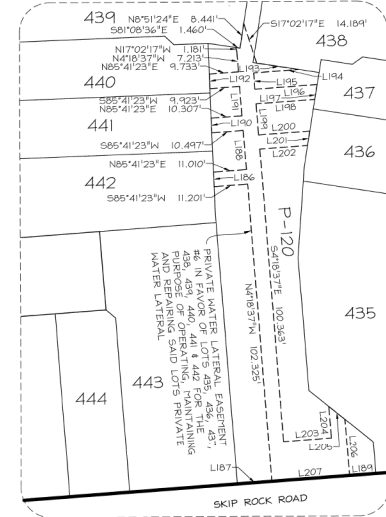 439
N8°51'24"E 8.441'
S81°08'36"E 1.460'
S17°02'17"E 14.189'
438
N17°02'17"W 1.181'
N4°18'37"W 7.213'
N85°41'23"E 9.733'
L193
L194
L192
L195
440
L196
437
L197
L198
S85°41'23"W 9.923'
N85°41'23"E 10.307'
L191
L190
L199
L200
441
L201
L202
436
S85°41'23"W 10.497'
L188
N85°41'23"E 11.010'
L186
442
S85°41'23"W 11.201'
P-120
S4°18'37"E 100.363'
N4°18'37"W 102.325'
PRIVATE WATER LATERAL EASEMENT
#6 IN FAVOR OF LOTS 435, 436, 437,
438, 439, 440, 441 & 442 FOR THE
PURPOSE OF OPERATING, MAINTAINING
AND REPAIRING SAID LOTS PRIVATE
WATER LATERAL
435
444
443
L204
L203
L205
L206
L187
L207
L189
SKIP ROCK ROAD